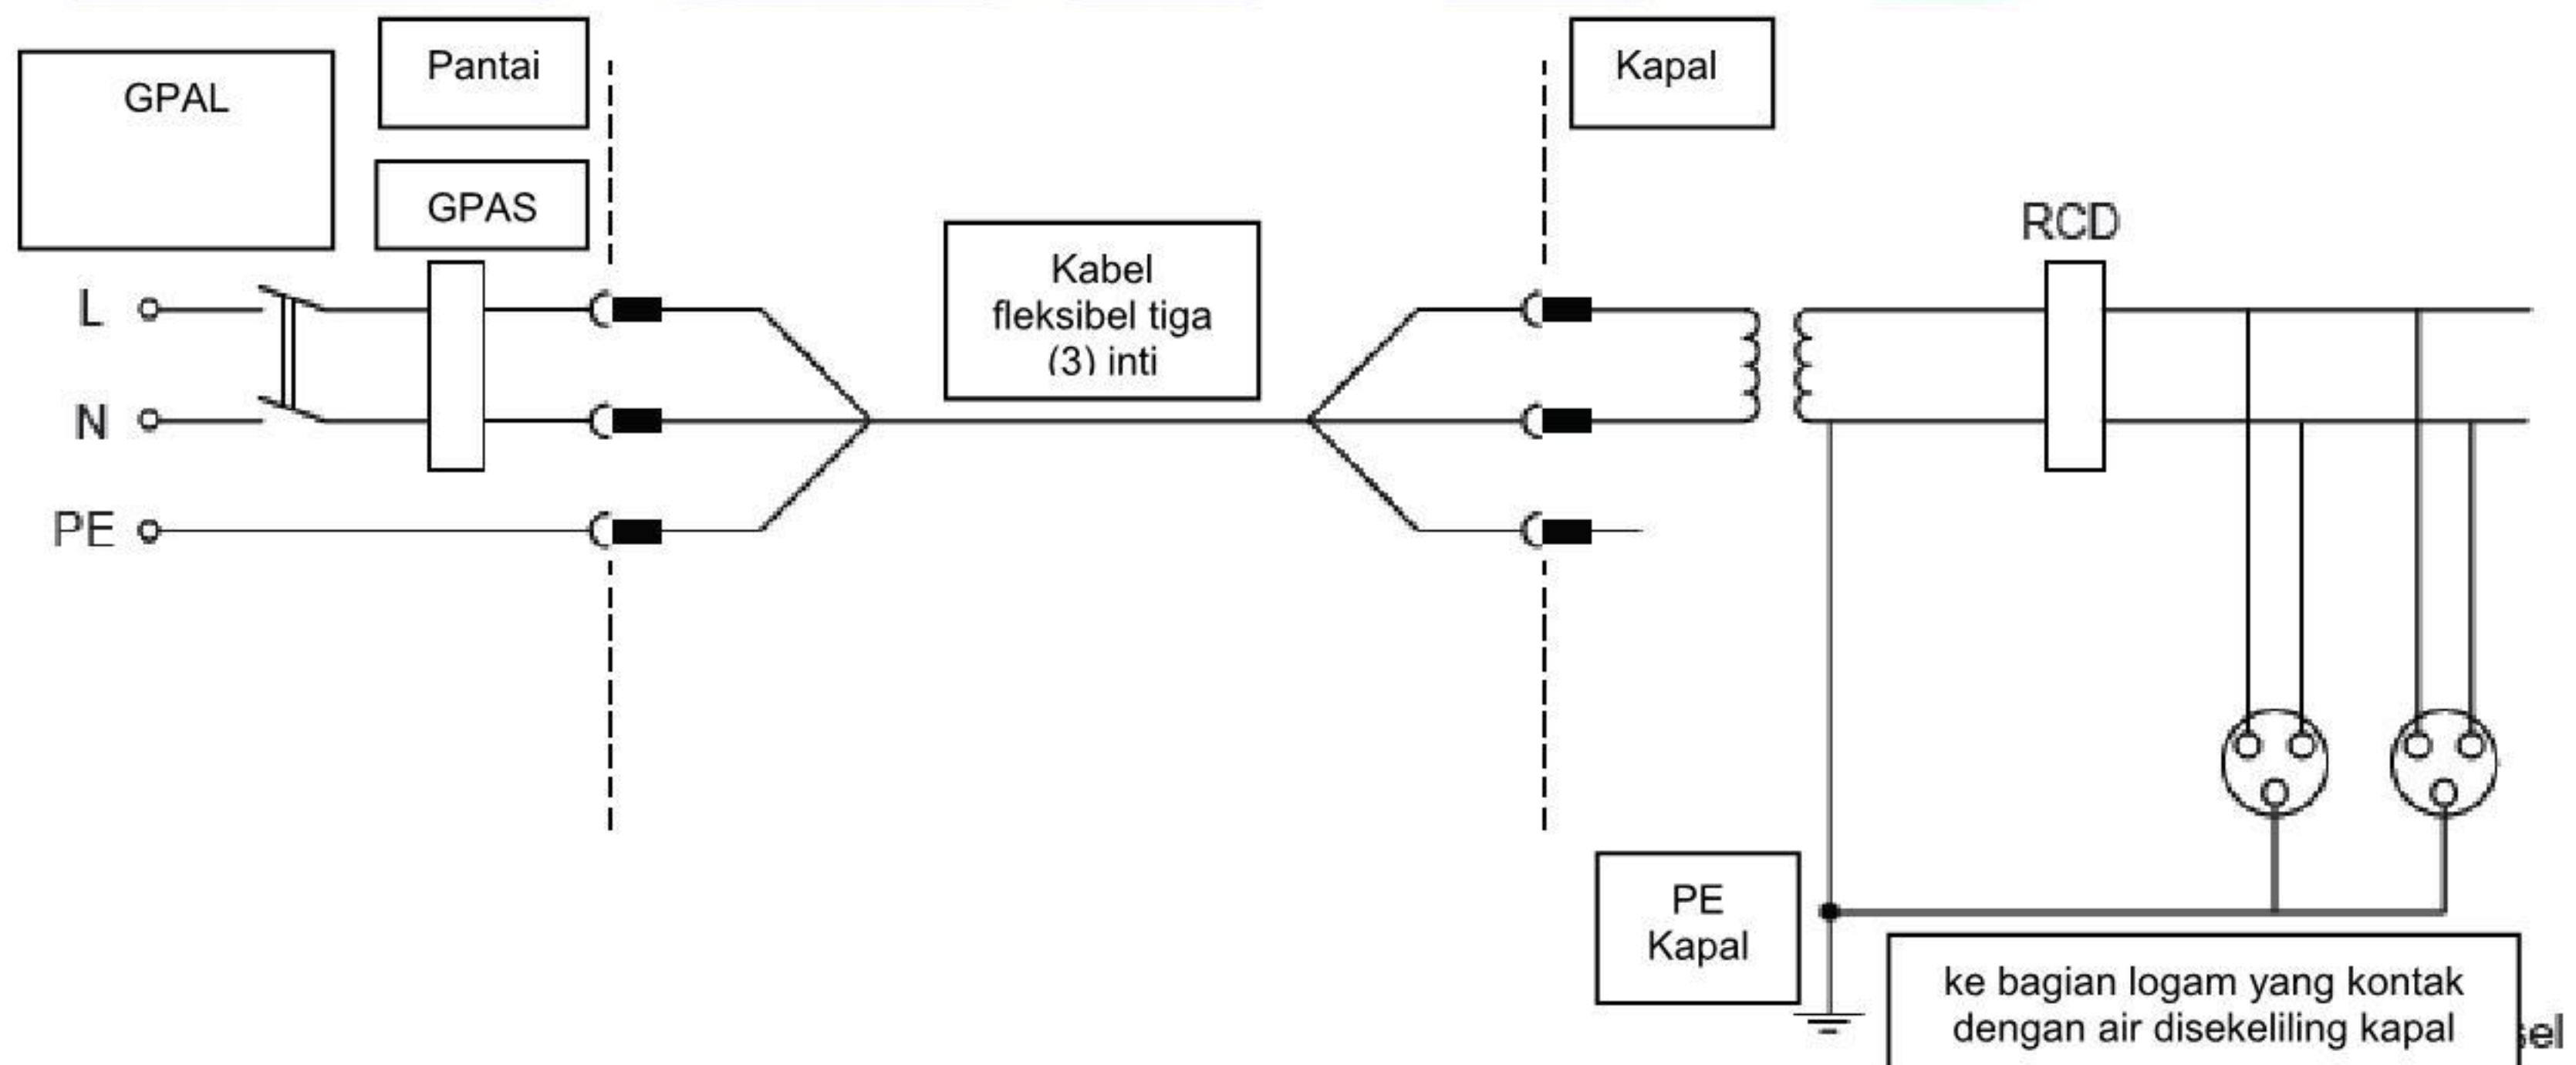 GPAL
Pantai
Kapal
GPAS
RCD
Kabel
fleksibel tiga
(3) inti
L
N
PE
PE
Kapal
ke bagian logam yang kontak
dengan air disekeliling kapal